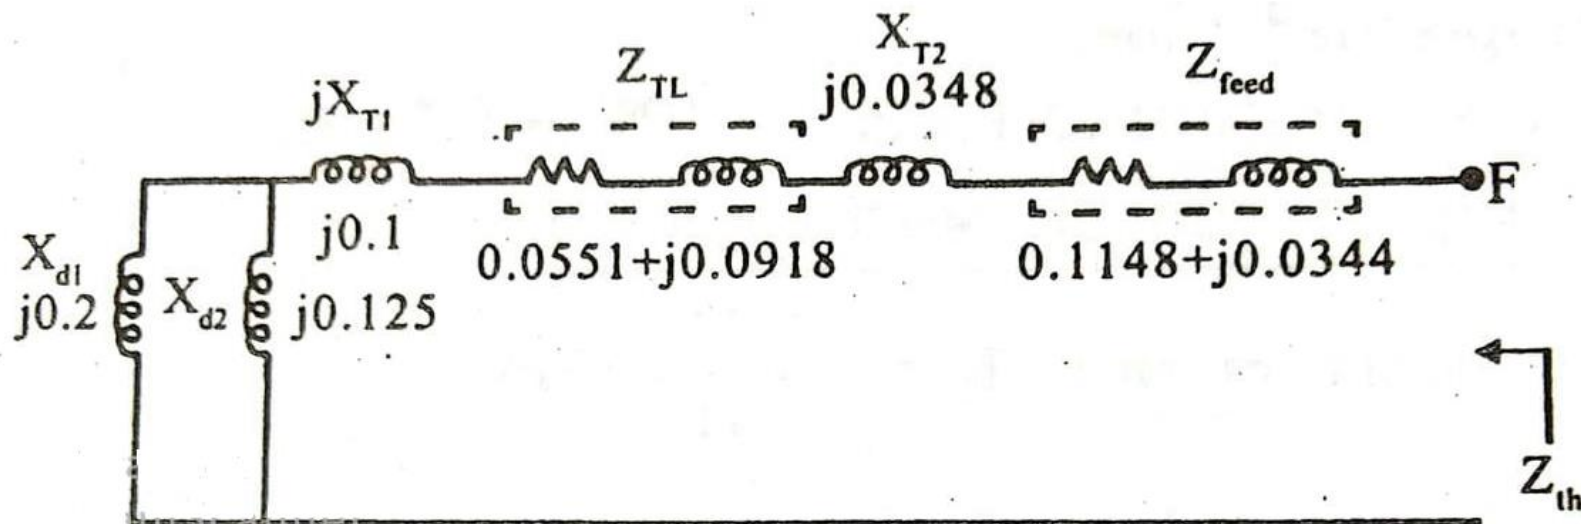 X_T2
Z_TL
Z_feed
jX_T1
j0.0348
F
j0.1
0.0551+j0.0918
0.1148+j0.0344
X_d1
j0.2
X_d2
j0.125
Z_th